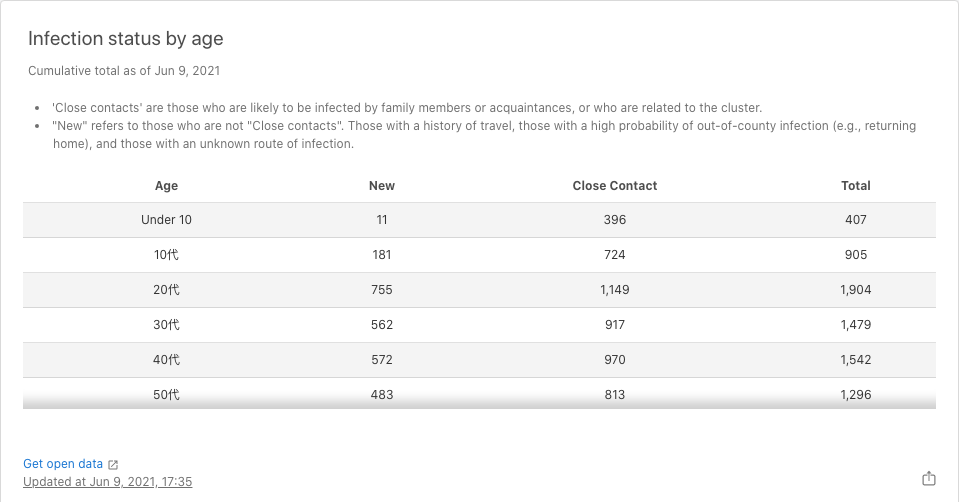 Infection status by age
Cumulative total as of Jun 9, 2021
• 'Close contacts' are those who are likely to be infected by family members or acquaintances, or who are related to the cluster.
• "New" refers to those who are not "Close contacts". Those with a history of travel, those with a high probability of out-of-county infection (e.g., returning
home), and those with an unknown route of infection.
Age New Close Contact Total
Under 10 11 396 407
10代 181 724 905
20代 755 1,149 1,904
30代 562 917 1,479
40代 572 970 1,542
50代 483 813 1,296
Get open data
Updated at Jun 9, 2021, 17:35